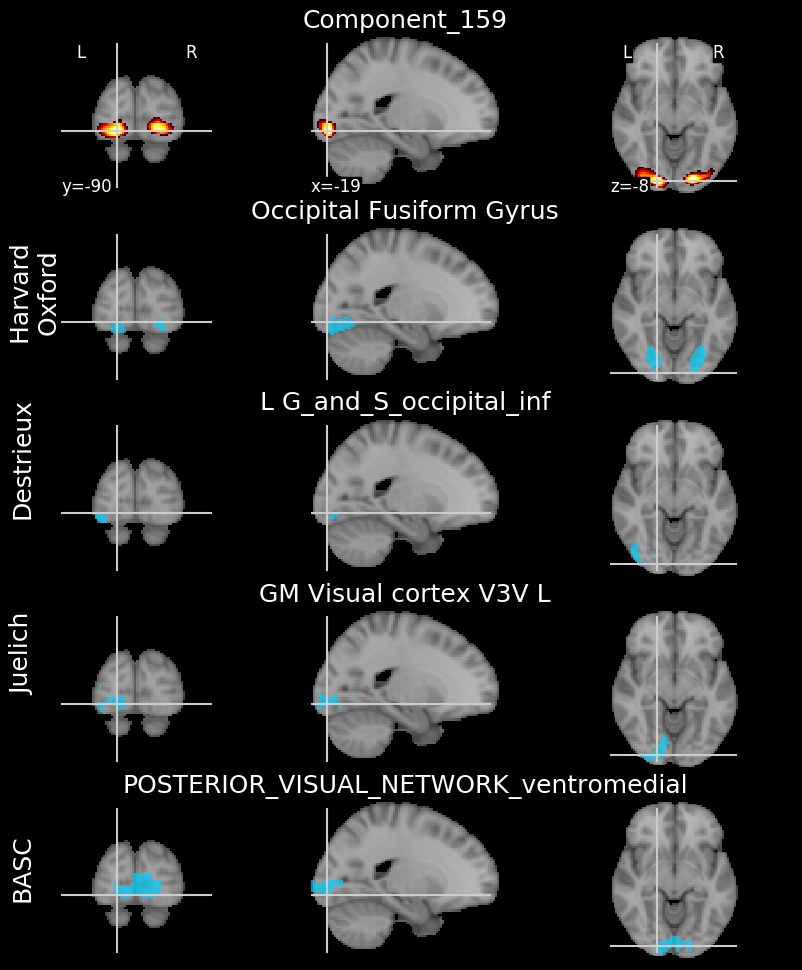 Component_159
L R L R
y=-90 x=-19 z=-8
Occipital Fusiform Gyrus
Harvard
Oxford
L G_and_S_occipital_inf
Destrieux
GM Visual cortex V3V L
Juelich
POSTERIOR_VISUAL_NETWORK_ventromedial
BASC